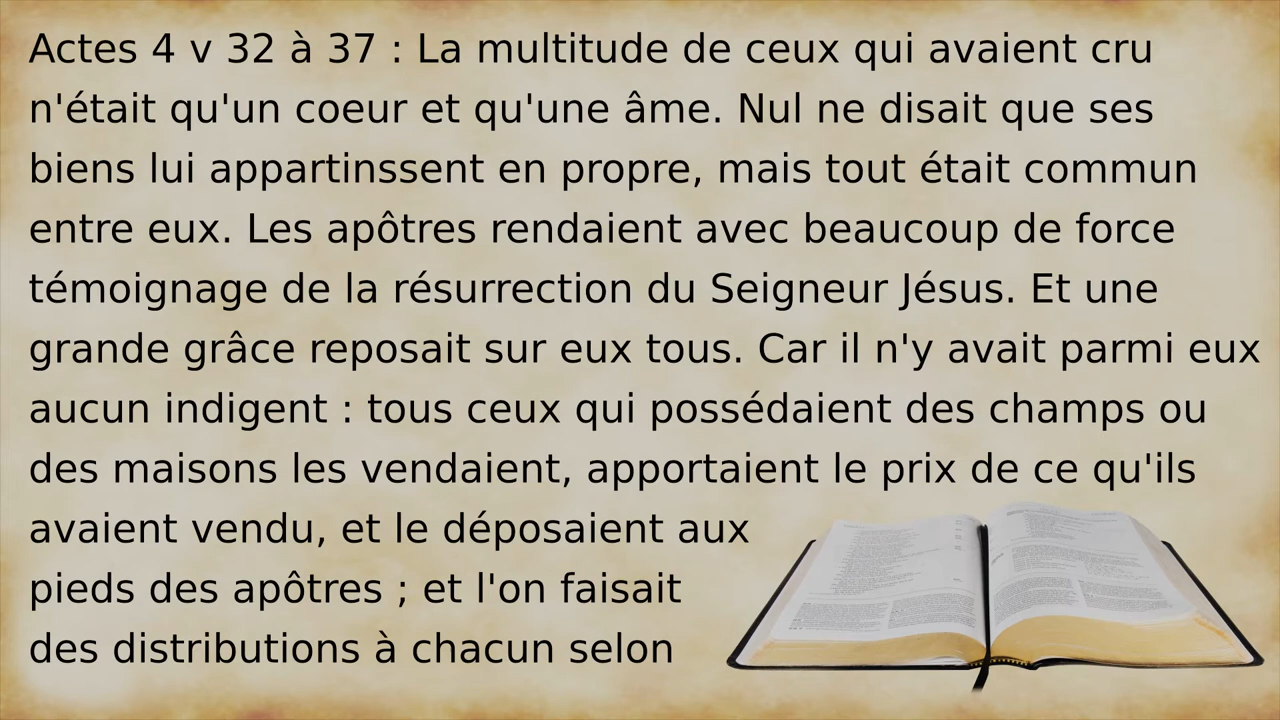 Actes 4 v 32 à 37 : La multitude de ceux qui avaient cru
n'était qu'un coeur et qu'une âme. Nul ne disait que ses
biens lui appartinssent en propre, mais tout était commun
entre eux. Les apôtres rendaient avec beaucoup de force
témoignage de la résurrection du Seigneur Jésus. Et une
grande grâce reposait sur eux tous. Car il n'y avait parmi eux
aucun indigent : tous ceux qui possédaient des champs ou
des maisons les vendaient, apportaient le prix de ce qu'ils
avaient vendu, et le déposaient aux
pieds des apôtres ; et l'on faisait
des distributions à chacun selon